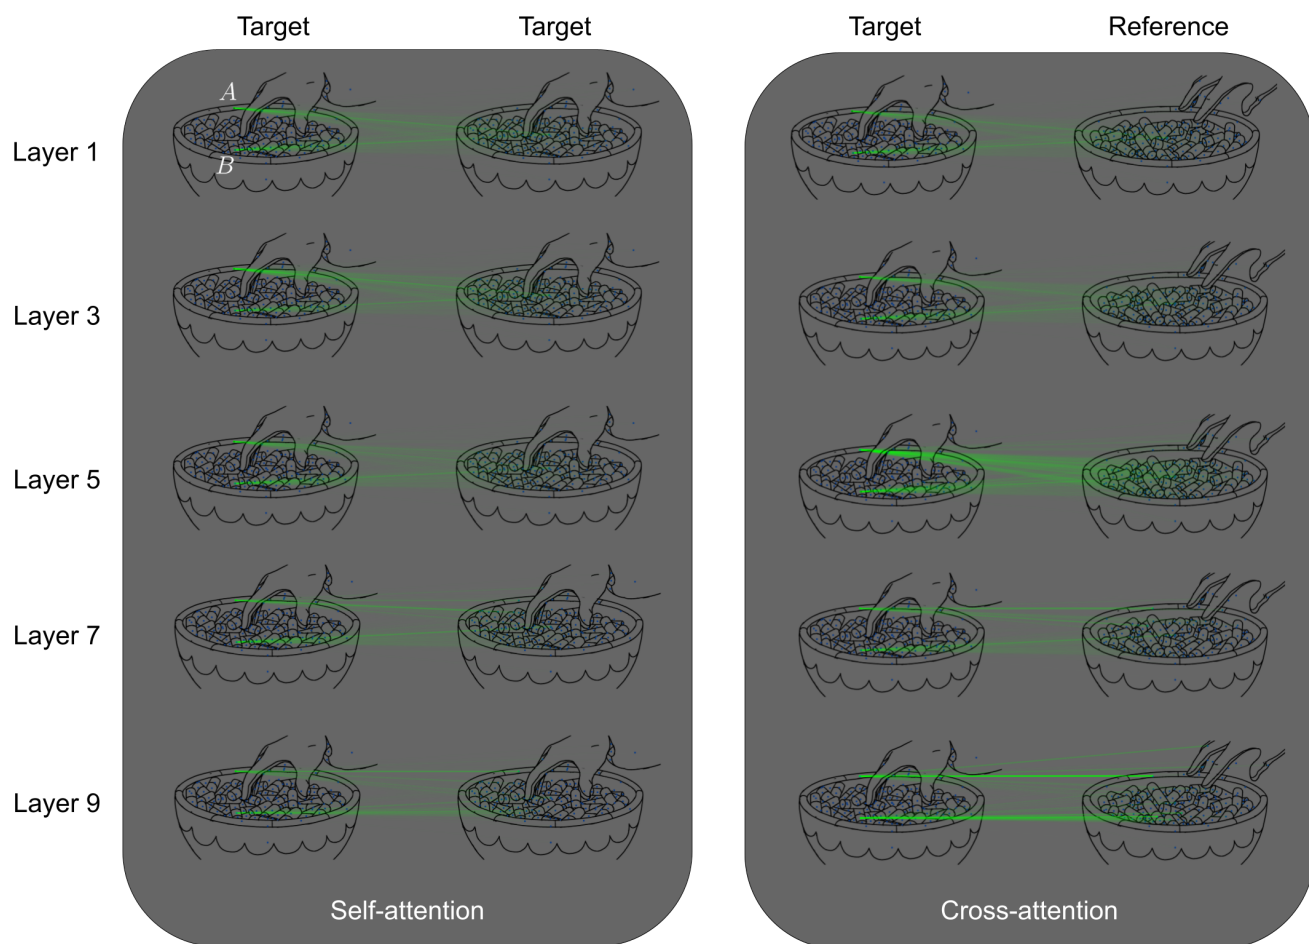 Target Target Target Reference
A
Layer 1
B
Layer 3
Layer 5
Layer 7
Layer 9
Self-attention Cross-attention